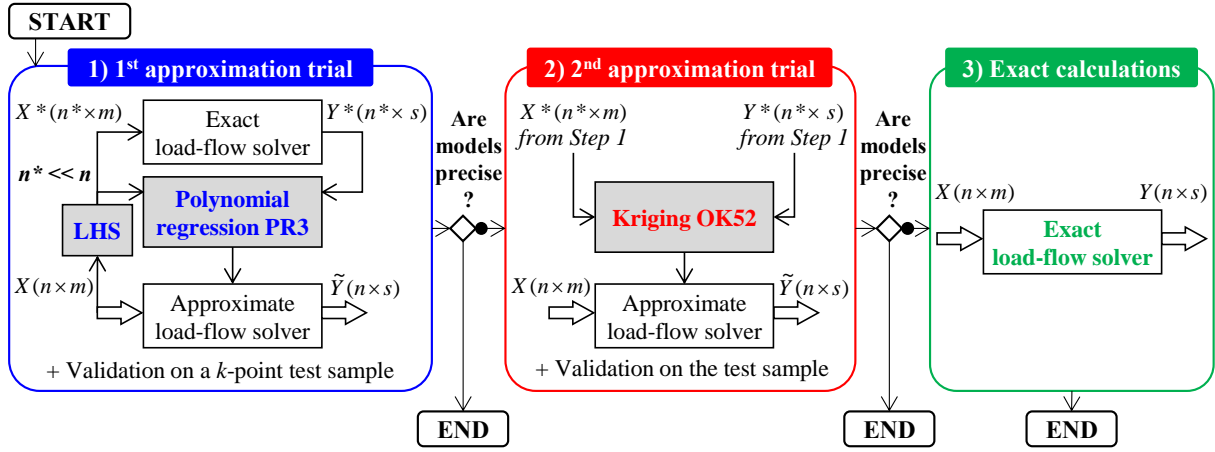 START
1) 1st approximation trial
X*(n*×m)
Exact
load-flow solver
Y*(n*× s)
n* << n
LHS
Polynomial
regression PR3
X(n×m)
Approximate
load-flow solver
Ỹ(n×s)
+ Validation on a k-point test sample
Are
models
precise
?
END
2) 2nd approximation trial
X*(n*×m)
from Step 1
Y*(n*× s)
from Step 1
Kriging OK52
X(n×m)
Approximate
load-flow solver
Ỹ(n×s)
+ Validation on the test sample
Are
models
precise
?
END
3) Exact calculations
X(n×m)
Exact
load-flow solver
Y(n×s)
END